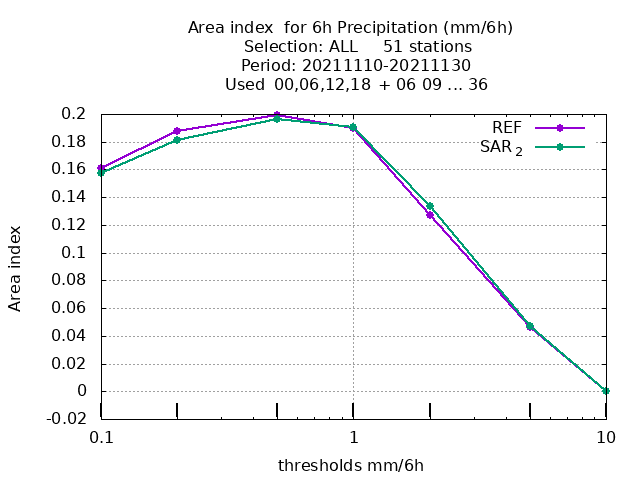 Area index  for 6h Precipitation (mm/6h)
Selection: ALL     51 stations
Period: 20211110-20211130
Used  00,06,12,18  + 06 09 ... 36
REF
SAR 2
0.2
0.18
0.16
0.14
0.12
0.1
0.08
0.06
0.04
0.02
0
-0.02
Area index
0.1 1 10
thresholds mm/6h